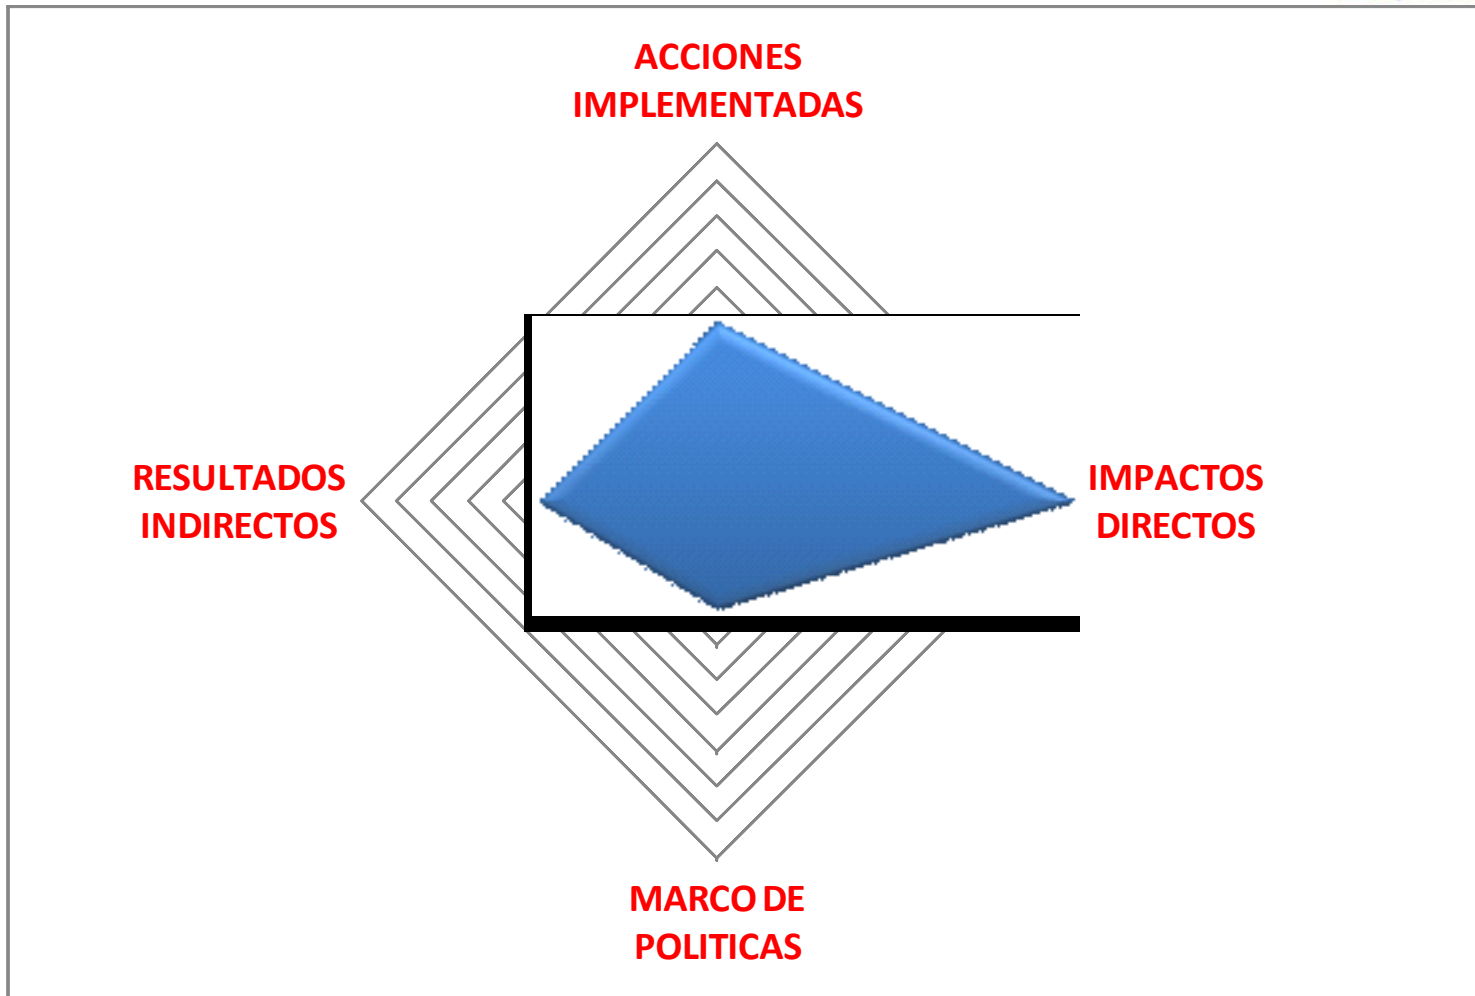 ACCIONES
IMPLEMENTADAS
RESULTADOS
INDIRECTOS
IMPACTOS
DIRECTOS
MARCO DE
POLITICAS